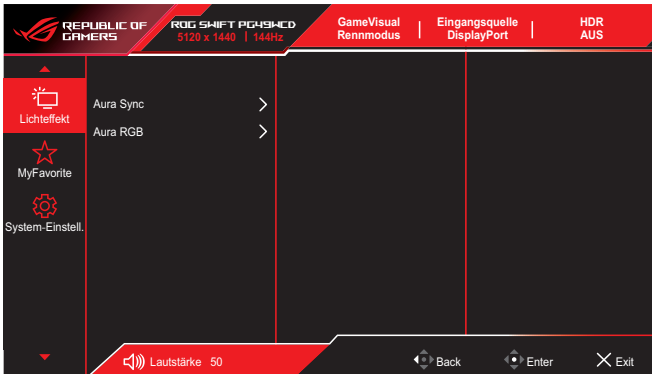 REPUBLIC OF
GAMERS
ROG SWIFT PG49WCD
5120 x 1440 | 144Hz
GameVisual
Rennmodus
Eingangsquelle
DisplayPort
HDR
AUS
Lichteffekt
Aura Sync
Aura RGB
MyFavorite
System-Einstell.
Lautstärke 50
Back
Enter
Exit